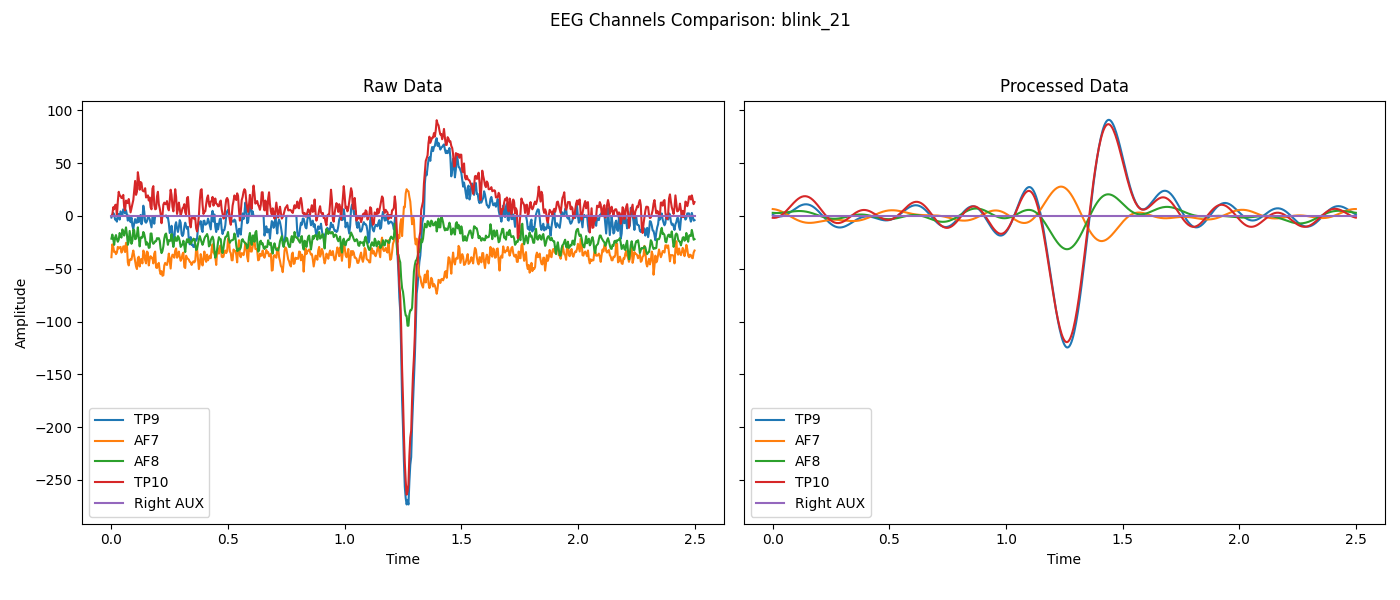 EEG Channels Comparison: blink_21
Raw Data
Amplitude
100
50
0
−50
−100
−150
−200
−250
TP9
AF7
AF8
TP10
Right AUX
0.0 0.5 1.0 1.5 2.0 2.5
Time
Processed Data
TP9
AF7
AF8
TP10
Right AUX
0.0 0.5 1.0 1.5 2.0 2.5
Time